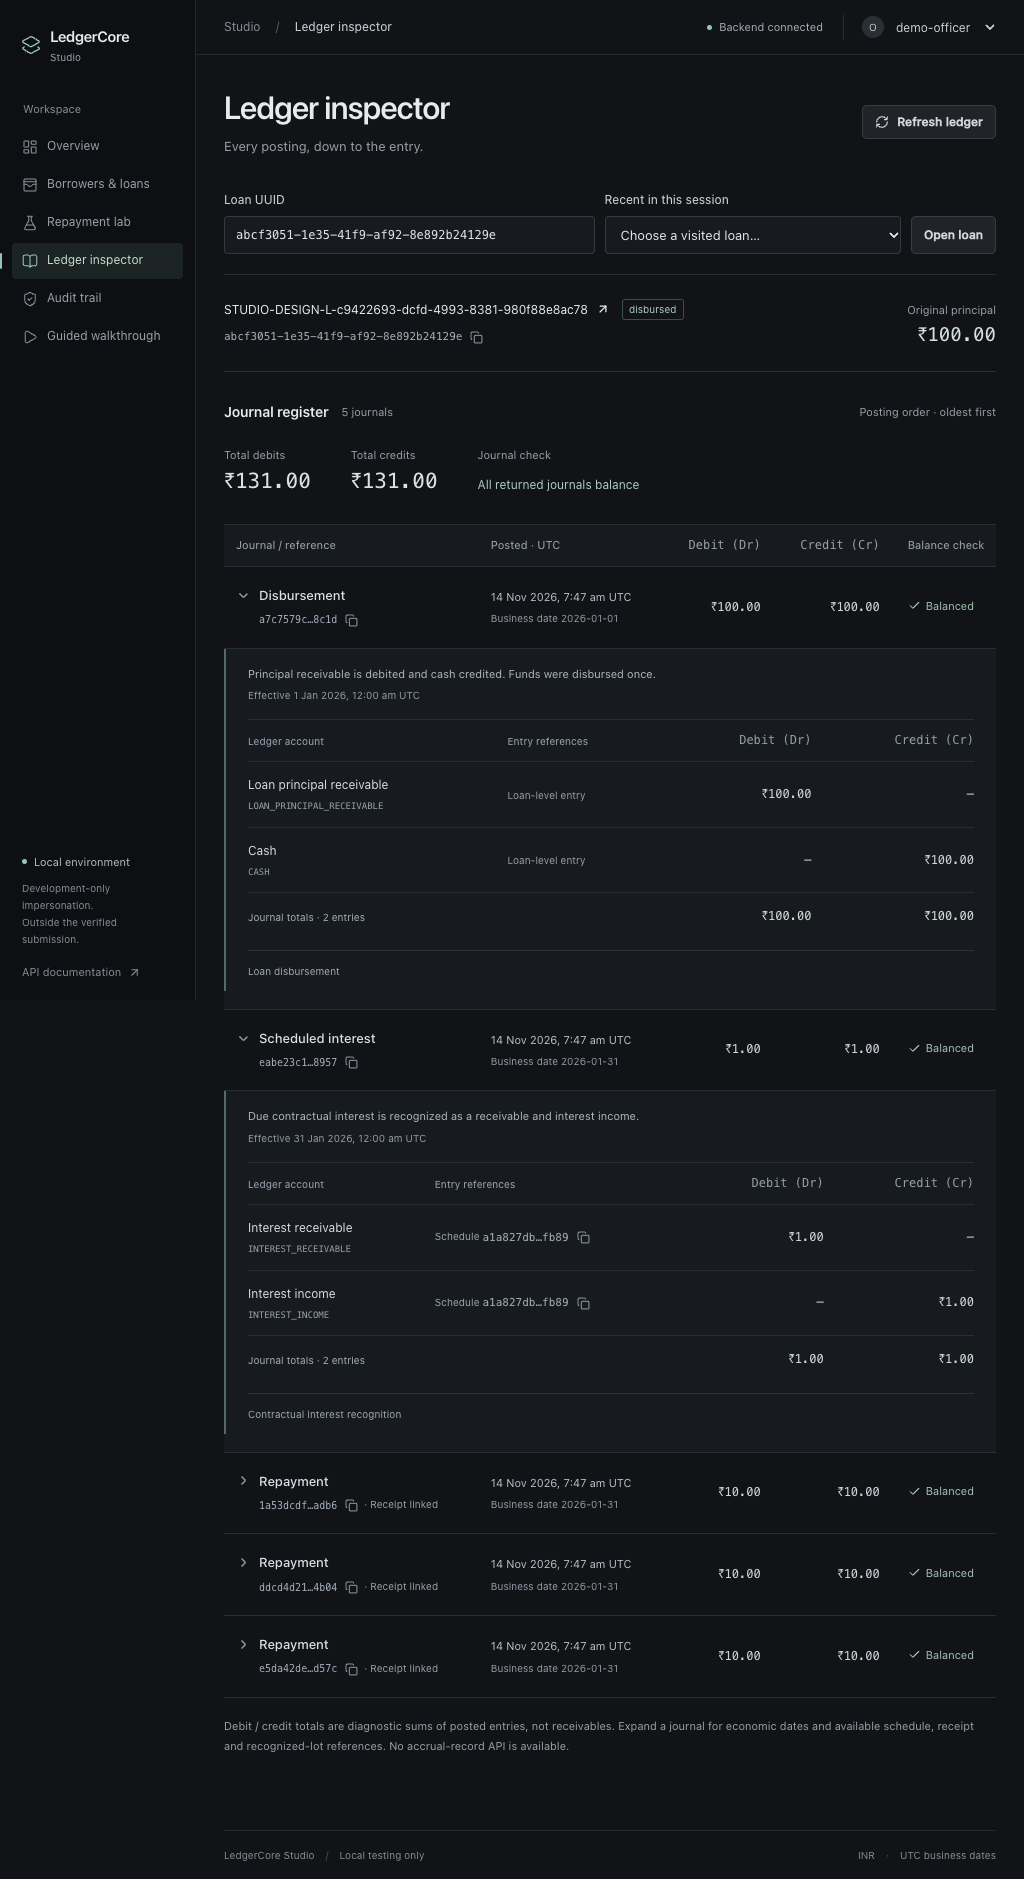 LedgerCore
Studio
Workspace
Overview
Borrowers & loans
Repayment lab
Ledger inspector
Audit trail
Guided walkthrough
Local environment
Development-only
impersonation.
Outside the verified
submission.
API documentation
Studio / Ledger inspector
Backend connected
O demo-officer
Ledger inspector
Every posting, down to the entry.
Refresh ledger
Loan UUID
Recent in this session
abcf3051-1e35-41f9-af92-8e892b24129e
Choose a visited loan…
Open loan
STUDIO-DESIGN-L-c9422693-dcfd-4993-8381-980f88e8ac78
disbursed
Original principal
abcf3051-1e35-41f9-af92-8e892b24129e
₹100.00
Journal register 5 journals
Posting order · oldest first
Total debits Total credits Journal check
₹131.00 ₹131.00 All returned journals balance
Journal / reference Posted · UTC Debit (Dr) Credit (Cr) Balance check
Disbursement 14 Nov 2026, 7:47 am UTC ₹100.00 ₹100.00 Balanced
a7c7579c…8c1d Business date 2026-01-01
Principal receivable is debited and cash credited. Funds were disbursed once.
Effective 1 Jan 2026, 12:00 am UTC
Ledger account Entry references Debit (Dr) Credit (Cr)
Loan principal receivable Loan-level entry ₹100.00 —
LOAN_PRINCIPAL_RECEIVABLE
Cash Loan-level entry — ₹100.00
CASH
Journal totals · 2 entries ₹100.00 ₹100.00
Loan disbursement
Scheduled interest 14 Nov 2026, 7:47 am UTC ₹1.00 ₹1.00 Balanced
eabe23c1…8957 Business date 2026-01-31
Due contractual interest is recognized as a receivable and interest income.
Effective 31 Jan 2026, 12:00 am UTC
Ledger account Entry references Debit (Dr) Credit (Cr)
Interest receivable Schedule a1a827db…fb89 ₹1.00 —
INTEREST_RECEIVABLE
Interest income Schedule a1a827db…fb89 — ₹1.00
INTEREST_INCOME
Journal totals · 2 entries ₹1.00 ₹1.00
Contractual interest recognition
Repayment 14 Nov 2026, 7:47 am UTC ₹10.00 ₹10.00 Balanced
1a53dcdf…adb6 · Receipt linked Business date 2026-01-31
Repayment 14 Nov 2026, 7:47 am UTC ₹10.00 ₹10.00 Balanced
ddcd4d21…4b04 · Receipt linked Business date 2026-01-31
Repayment 14 Nov 2026, 7:47 am UTC ₹10.00 ₹10.00 Balanced
e5da42de…d57c · Receipt linked Business date 2026-01-31
Debit / credit totals are diagnostic sums of posted entries, not receivables. Expand a journal for economic dates and available schedule, receipt
and recognized-lot references. No accrual-record API is available.
LedgerCore Studio / Local testing only
INR · UTC business dates